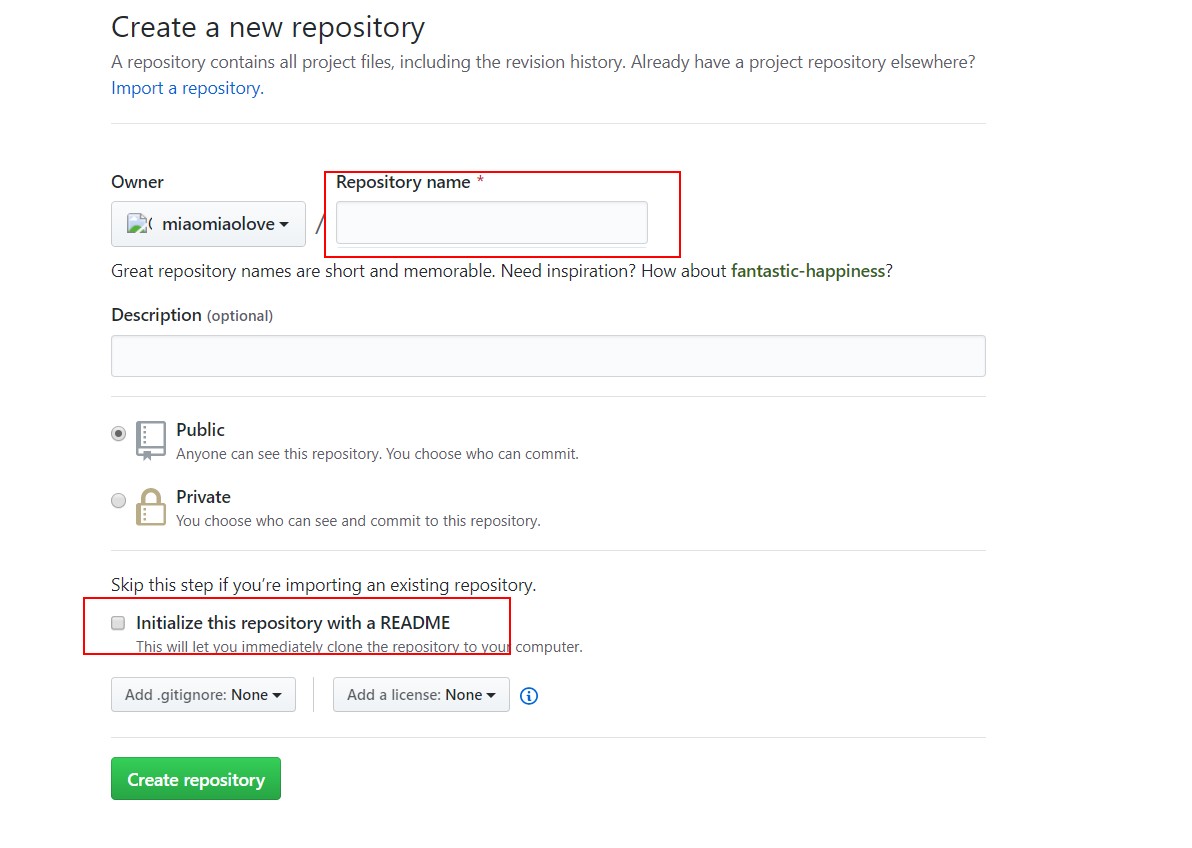 Create a new repository
A repository contains all project files, including the revision history. Already have a project repository elsewhere?
Import a repository.
Owner
Repository name *
miaomiaolove
/
Great repository names are short and memorable. Need inspiration? How about fantastic-happiness?
Description (optional)
Public
Anyone can see this repository. You choose who can commit.
Private
You choose who can see and commit to this repository.
Skip this step if you’re importing an existing repository.
Initialize this repository with a README
This will let you immediately clone the repository to your computer.
Add .gitignore: None
Add a license: None
Create repository